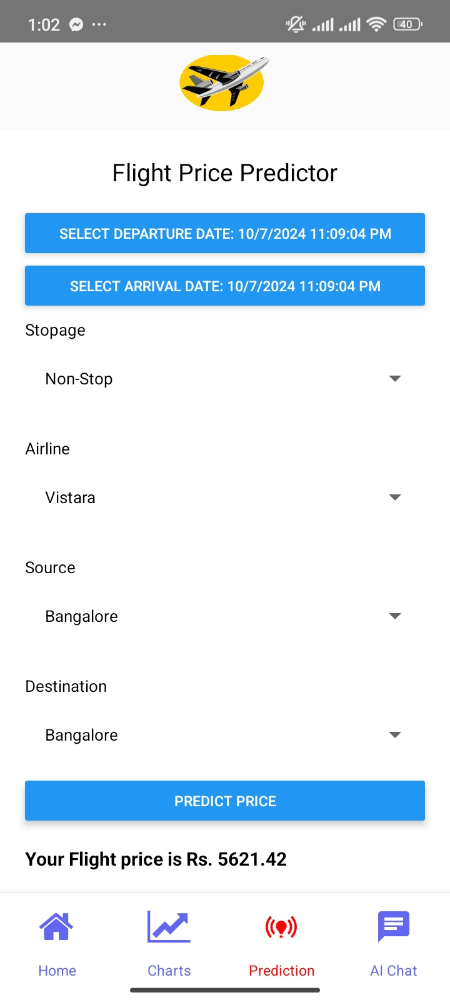 1:02
40
Flight Price Predictor
SELECT DEPARTURE DATE: 10/7/2024 11:09:04 PM
SELECT ARRIVAL DATE: 10/7/2024 11:09:04 PM
Stopage
Non-Stop
Airline
Vistara
Source
Bangalore
Destination
Bangalore
PREDICT PRICE
Your Flight price is Rs. 5621.42
Home Charts Prediction AI Chat